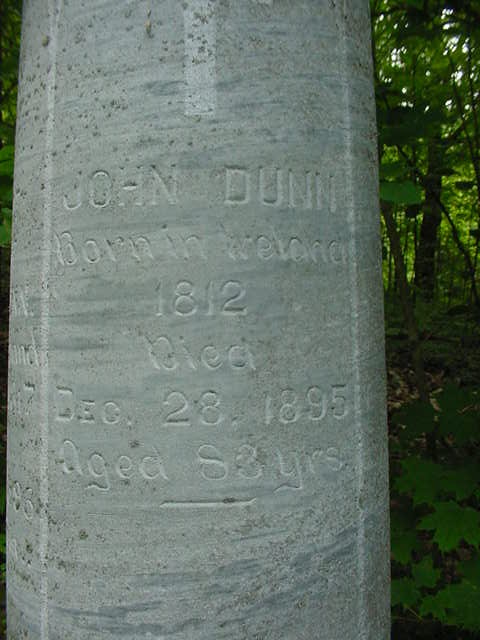 JOHN DUNN
Born in Ireland
1812
Died
DEC. 28. 1895
Aged 83 yrs